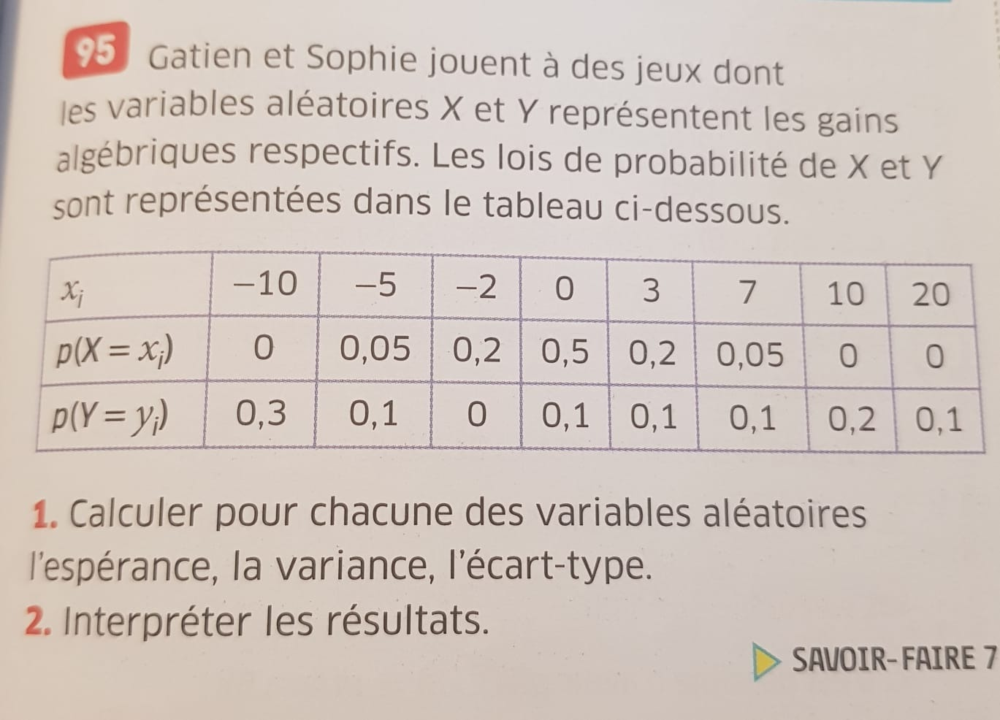 95 Gatien et Sophie jouent à des jeux dont
les variables aléatoires X et Y représentent les gains
algébriques respectifs. Les lois de probabilité de X et Y
sont représentées dans le tableau ci-dessous.
xᵢ −10 −5 −2 0 3 7 10 20
p(X = xᵢ) 0 0,05 0,2 0,5 0,2 0,05 0 0
p(Y = yᵢ) 0,3 0,1 0 0,1 0,1 0,1 0,2 0,1
1. Calculer pour chacune des variables aléatoires
l'espérance, la variance, l'écart-type.
2. Interpréter les résultats.
SAVOIR-FAIRE 7